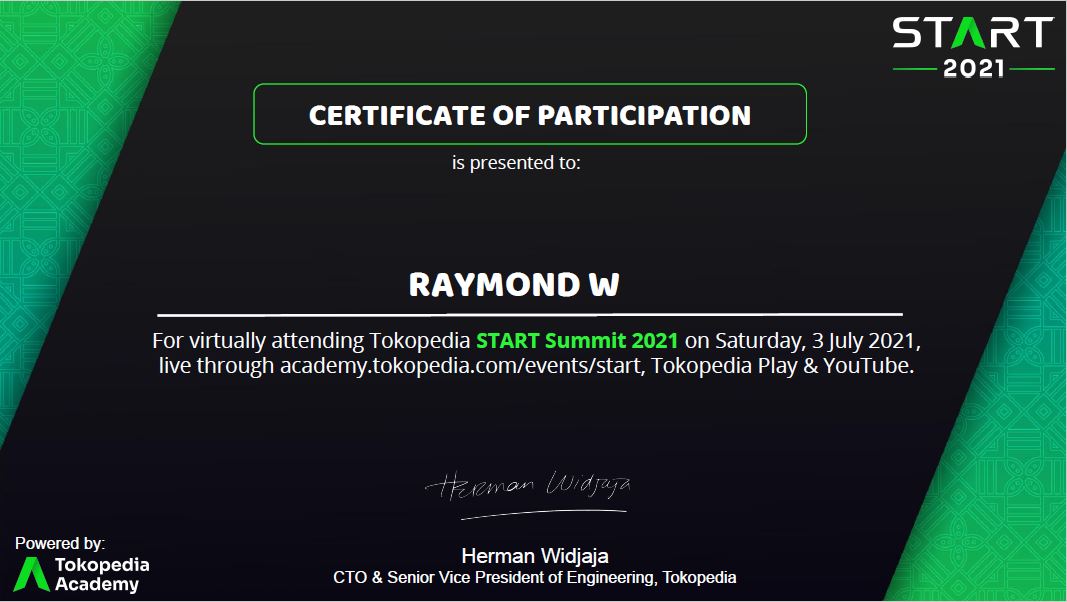 START
2021
CERTIFICATE OF PARTICIPATION
is presented to:
RAYMOND W
For virtually attending Tokopedia START Summit 2021 on Saturday, 3 July 2021,
live through academy.tokopedia.com/events/start, Tokopedia Play & YouTube.
Herman Widjaja
Herman Widjaja
CTO & Senior Vice President of Engineering, Tokopedia
Powered by:
Tokopedia
Academy